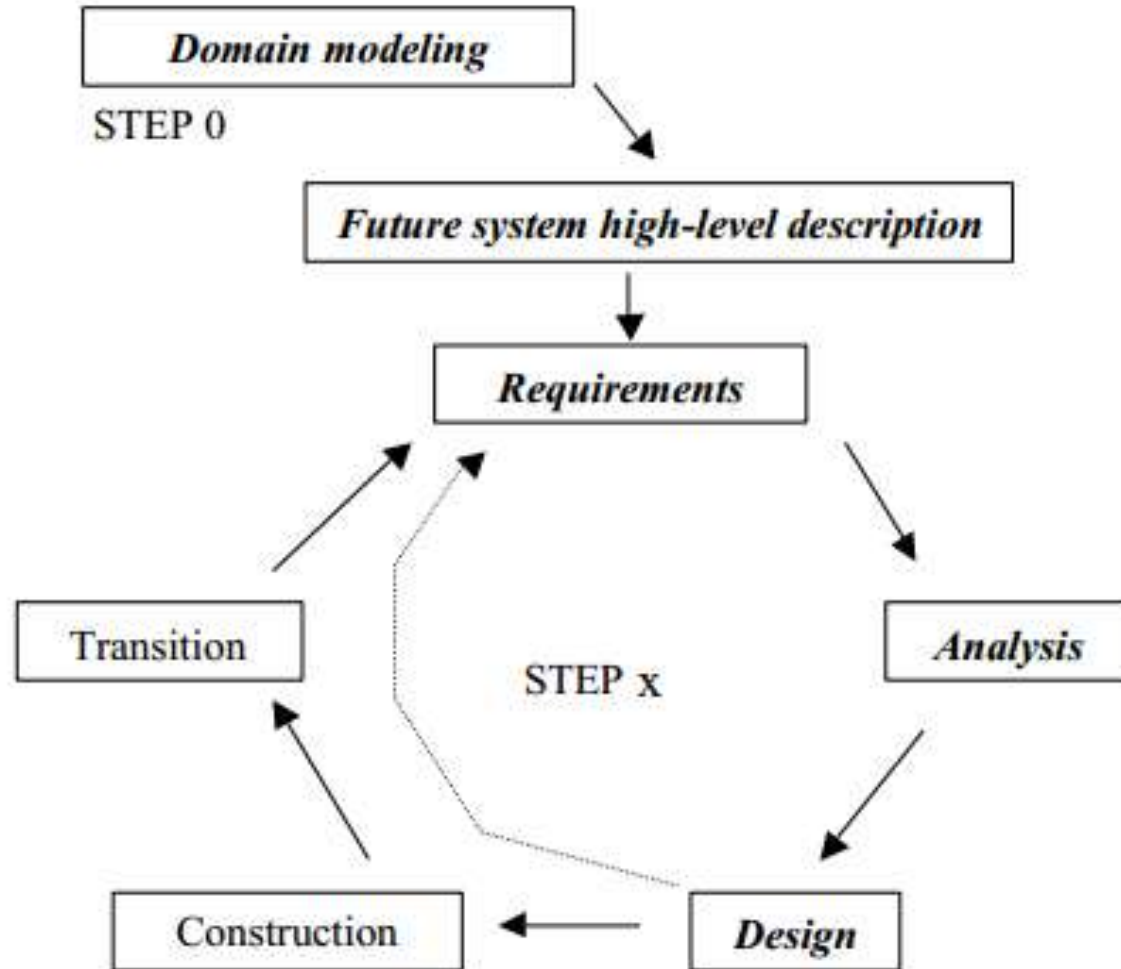 Domain modeling
STEP 0
Future system high-level description
Requirements
Transition
Analysis
STEP x
Construction
Design